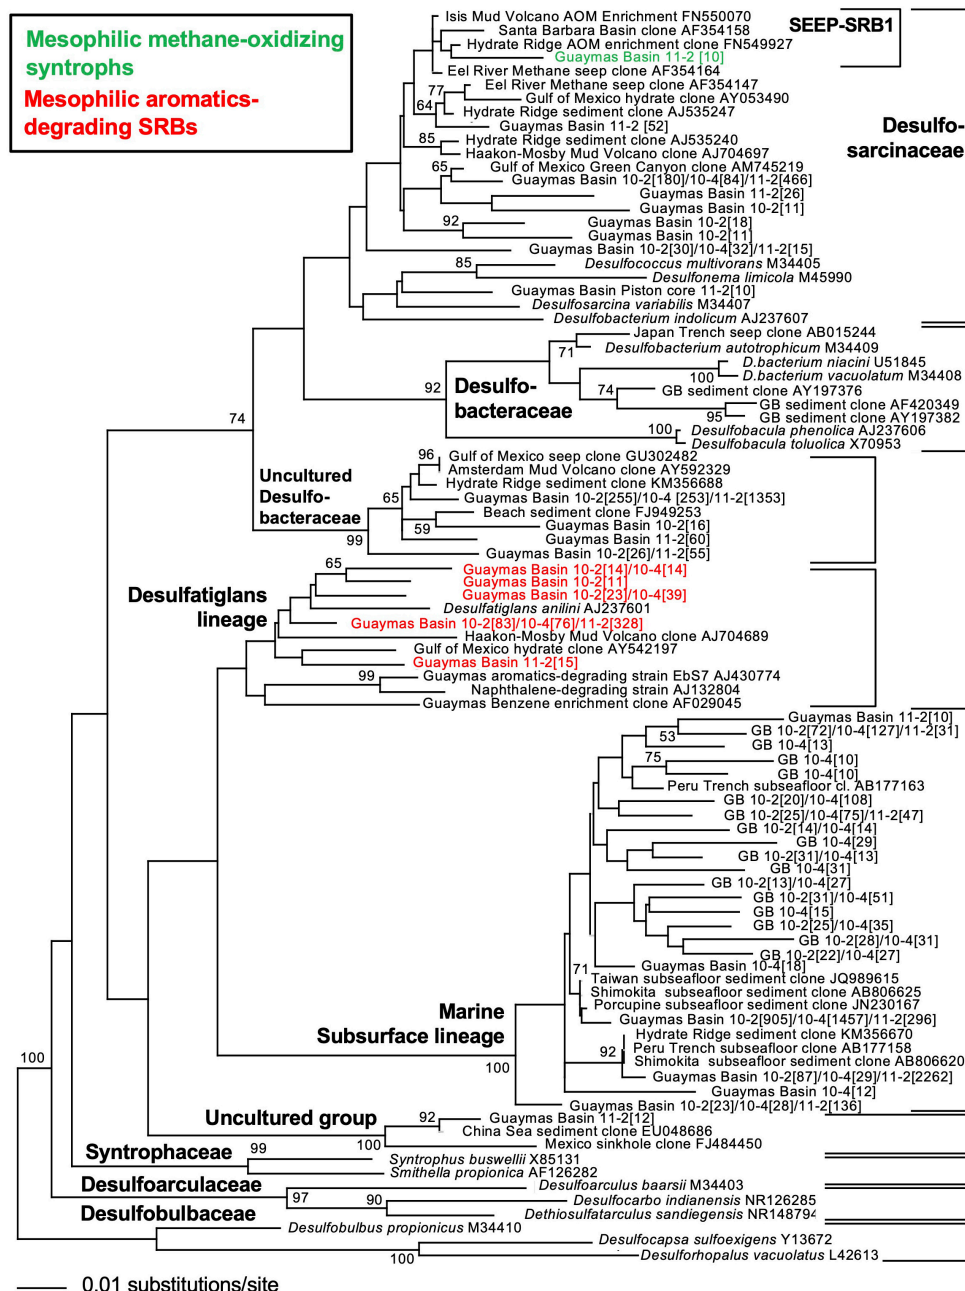 Mesophilic methane-oxidizing
syntrophs
Mesophilic aromatics-
degrading SRBs
Isis Mud Volcano AOM Enrichment FN550070
SEEP-SRB1
Santa Barbara Basin clone AF354158
Hydrate Ridge AOM enrichment clone FN549927
Guaymas Basin 11-2 [10]
Eel River Methane seep clone AF354164
77
Eel River Methane seep clone AF354147
Gulf of Mexico hydrate clone AY053490
64
Hydrate Ridge sediment clone AJ535247
Guaymas Basin 11-2 [52]
Desulfo-
sarcinaceae
85
Hydrate Ridge sediment clone AJ535240
Haakon-Mosby Mud Volcano clone AJ704697
65
Gulf of Mexico Green Canyon clone AM745219
Guaymas Basin 10-2[180]/10-4[84]/11-2[466]
Guaymas Basin 11-2[26]
Guaymas Basin 10-2[11]
92
Guaymas Basin 10-2[18]
Guaymas Basin 10-2[11]
Guaymas Basin 10-2[30]/10-4[32]/11-2[15]
85
Desulfococcus multivorans M34405
Desulfonema limicola M45990
Guaymas Basin Piston core 11-2[10]
Desulfosarcina variabilis M34407
Desulfobacterium indolicum AJ237607
Japan Trench seep clone AB015244
71
Desulfobacterium autotrophicum M34409
D.bacterium niacini U51845
100
D.bacterium vacuolatum M34408
92
Desulfo-
bacteraceae
74
GB sediment clone AY197376
GB sediment clone AF420349
95
GB sediment clone AY197382
74
100
Desulfobacula phenolica AJ237606
Desulfobacula toluolica X70953
96
Gulf of Mexico seep clone GU302482
Amsterdam Mud Volcano clone AY592329
Uncultured
Desulfo-
bacteraceae
Hydrate Ridge sediment clone KM356688
65
Guaymas Basin 10-2[255]/10-4 [253]/11-2[1353]
Beach sediment clone FJ949253
59
Guaymas Basin 10-2[16]
99
Guaymas Basin 11-2[60]
Guaymas Basin 10-2[26]/11-2[55]
65
Guaymas Basin 10-2[14]/10-4[14]
Guaymas Basin 10-2[11]
Desulfatiglans
lineage
Guaymas Basin 10-2[23]/10-4[39]
Desulfatiglans anilini AJ237601
Guaymas Basin 10-2[83]/10-4[76]/11-2[328]
Haakon-Mosby Mud Volcano clone AJ704689
Gulf of Mexico hydrate clone AY542197
Guaymas Basin 11-2[15]
99
Guaymas aromatics-degrading strain EbS7 AJ430774
Naphthalene-degrading strain AJ132804
Guaymas Benzene enrichment clone AF029045
Guaymas Basin 11-2[10]
53
GB 10-2[72]/10-4[127]/11-2[31]
GB 10-4[13]
75
GB 10-4[10]
GB 10-4[10]
Peru Trench subseafloor cl. AB177163
GB 10-2[20]/10-4[108]
GB 10-2[25]/10-4[75]/11-2[47]
GB 10-2[14]/10-4[14]
GB 10-4[29]
GB 10-2[31]/10-4[13]
GB 10-4[31]
GB 10-2[13]/10-4[27]
GB 10-2[31]/10-4[51]
GB 10-4[15]
GB 10-2[25]/10-4[35]
GB 10-2[28]/10-4[31]
GB 10-2[22]/10-4[27]
Guaymas Basin 10-4[18]
71
Taiwan subseafloor sediment clone JQ989615
Shimokita subseafloor sediment clone AB806625
Porcupine subseafloor sediment clone JN230167
Marine
Subsurface lineage
Guaymas Basin 10-2[905]/10-4[1457]/11-2[296]
Hydrate Ridge sediment clone KM356670
92
Peru Trench subseafloor clone AB177158
Shimokita subseafloor sediment clone AB806620
100
Guaymas Basin 10-2[87]/10-4[29]/11-2[2262]
Guaymas Basin 10-4[12]
Guaymas Basin 10-2[23]/10-4[28]/11-2[136]
100
Uncultured group
92
Guaymas Basin 11-2[12]
China Sea sediment clone EU048686
100
Mexico sinkhole clone FJ484450
Syntrophaceae
99
Syntrophus buswellii X85131
Smithella propionica AF126282
Desulfoarculaceae
Desulfoarculus baarsii M34403
97
90
Desulfocarbo indianensis NR126285
Dethiosulfatarculus sandiegensis NR148794
Desulfobulbaceae
Desulfobulbus propionicus M34410
Desulfocapsa sulfoexigens Y13672
100
Desulforhopalus vacuolatus L42613
0.01 substitutions/site